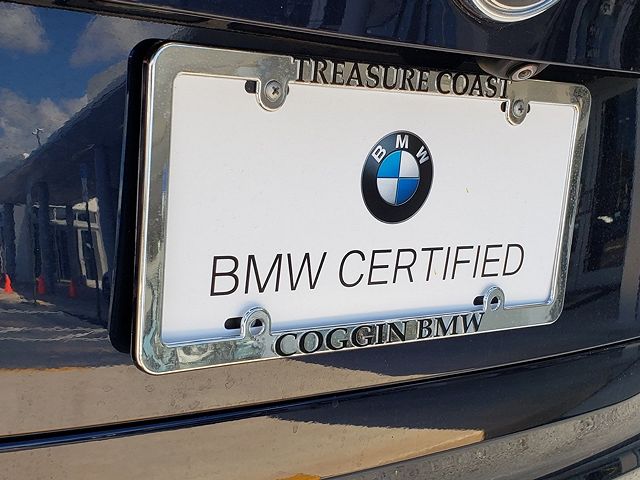 TREASURE COAST
BMW
BMW CERTIFIED
COGGIN BMW